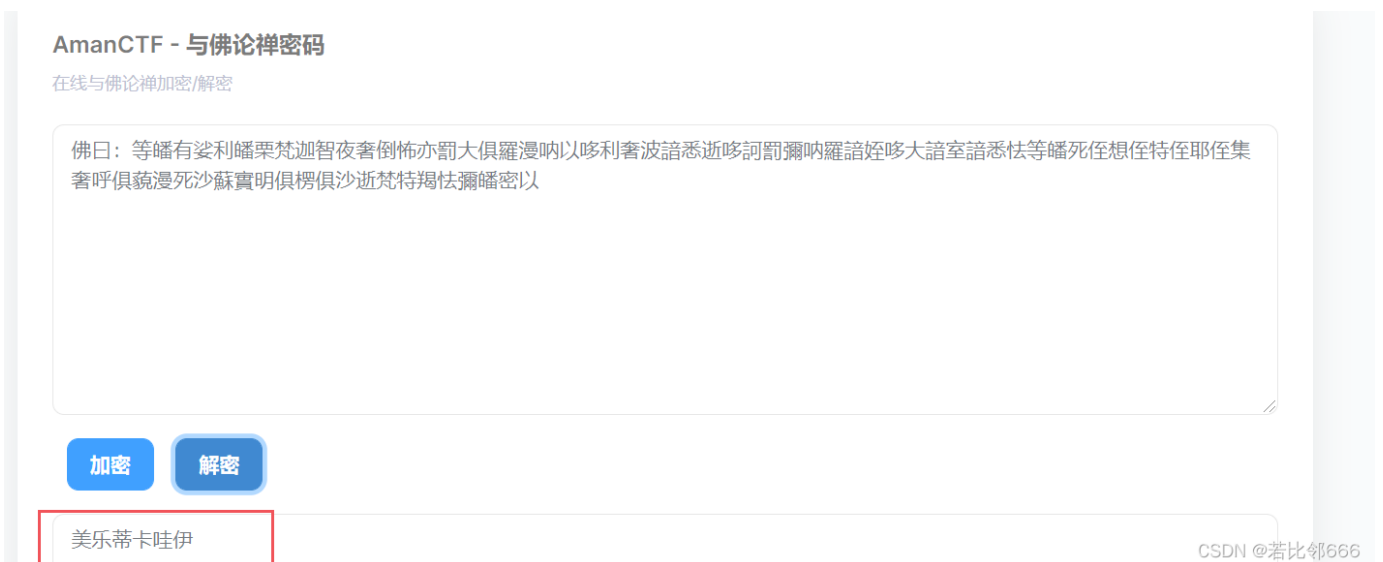 AmanCTF - 与佛论禅密码
在线与佛论禅加密/解密
佛曰：等皤有娑利皤栗梵迦智夜奢倒怖亦罰大俱羅漫呐以哆利奢波諳悉逝哆訶罰彌呐羅諳姪哆大諳室諳悉怯等皤死侄想侄特侄耶侄集
奢呼俱藐漫死沙蘇實明俱楞俱沙逝梵特羯怯彌皤密以
加密
解密
美乐蒂卡哇伊
CSDN @若比邻666